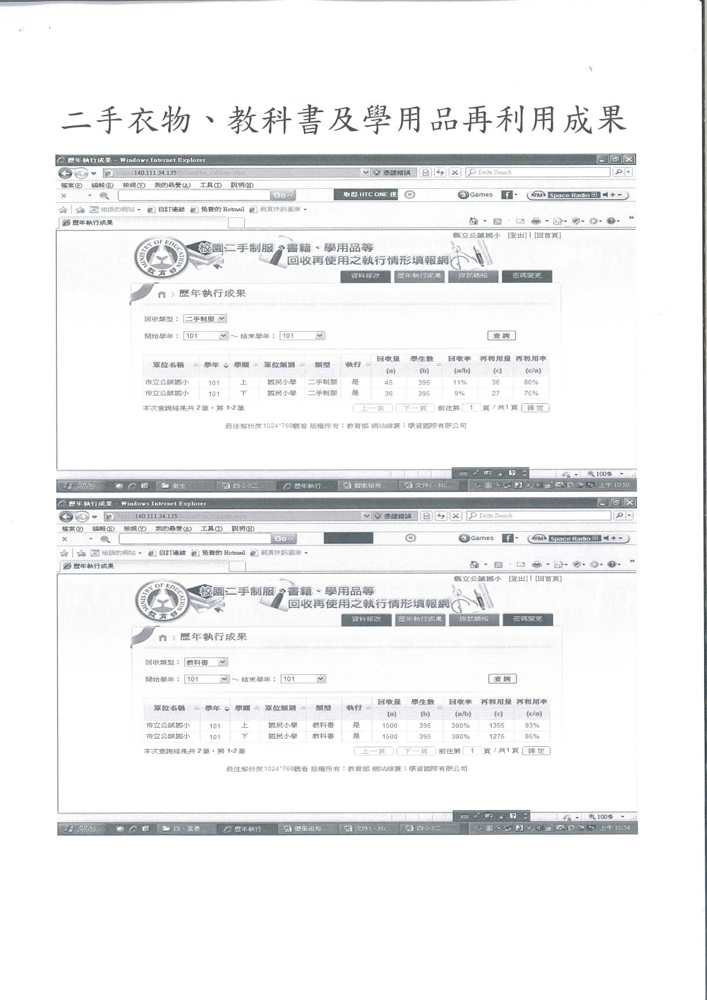 二手衣物、教科書及學用品再利用成果
歷年執行成果 - Windows Internet Explorer
140.111.34.135 憑證錯誤 Delta Search
檔案(F) 編輯(E) 檢視(V) 我的最愛(A) 工具(T) 說明(H)
Go 取得 HTC ONE 優 Games FM Space Radio
建議的網站 自訂連結 免費的 Hotmail 網頁快訊圖庫
歷年執行成果
縣立公誠國小 [登出] | [回首頁]
MINISTRY OF EDUCATION 教育部
校園二手制服、書籍、學用品等
回收再使用之執行情形填報網
資料修改 歷年執行成果 與我聯絡 密碼變更
> 歷年執行成果
回收類型: 二手制服
開始學年: 101 ~ 結束學年: 101 查詢
單位名稱 學年 學期 單位類別 類型 執行 回收量 (a) 學生數 (b) 回收率 (a/b) 再利用量 (c) 再利用率 (c/a)
市立公誠國小 101 上 國民小學 二手制服 是 45 395 11% 36 80%
市立公誠國小 101 下 國民小學 二手制服 是 36 395 9% 27 75%
本次查詢結果共 2 筆,第 1-2 筆 上一頁 下一頁 前往第 1 頁 / 共1頁 確定
最佳解析度1024*768觀看 版權所有:教育部 網站維護:環資國際有限公司
100%
開始 衛生 四-2-3二... 歷年執行... 體衛組每... 文件1 - Mi... 上午 10:50
歷年執行成果 - Windows Internet Explorer
140.111.34.135 憑證錯誤 Delta Search
檔案(F) 編輯(E) 檢視(V) 我的最愛(A) 工具(T) 說明(H)
Go Games FM Space Radio
建議的網站 自訂連結 免費的 Hotmail 網頁快訊圖庫
歷年執行成果
縣立公誠國小 [登出] | [回首頁]
MINISTRY OF EDUCATION 教育部
校園二手制服、書籍、學用品等
回收再使用之執行情形填報網
資料修改 歷年執行成果 與我聯絡 密碼變更
> 歷年執行成果
回收類型: 教科書
開始學年: 101 ~ 結束學年: 101 查詢
單位名稱 學年 學期 單位類別 類型 執行 回收量 (a) 學生數 (b) 回收率 (a/b) 再利用量 (c) 再利用率 (c/a)
市立公誠國小 101 上 國民小學 教科書 是 1500 395 380% 1395 93%
市立公誠國小 101 下 國民小學 教科書 是 1500 395 380% 1275 85%
本次查詢結果共 2 筆,第 1-2 筆 上一頁 下一頁 前往第 1 頁 / 共1頁 確定
最佳解析度1024*768觀看 版權所有:教育部 網站維護:環資國際有限公司
100%
開始 四、重要... 歷年執行... 體衛組每... 文件1 - Mi... 四-2-3二... 上午 10:54